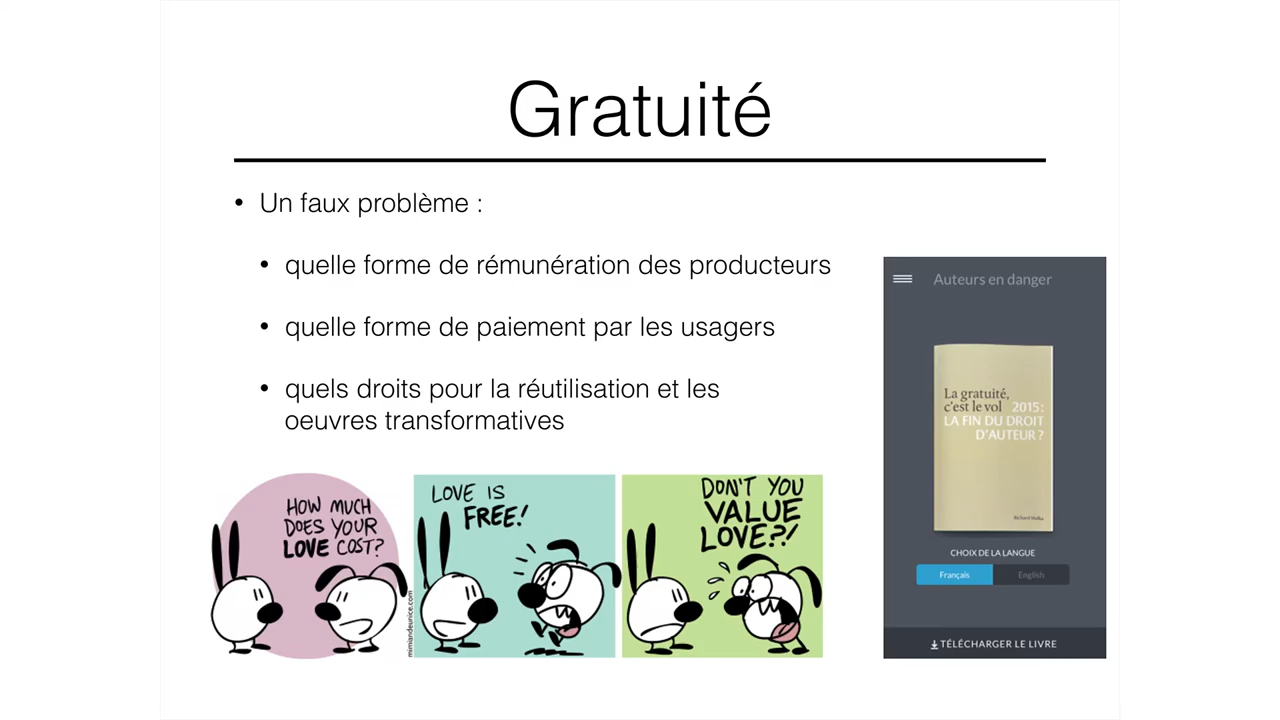 Gratuité
• Un faux problème :
• quelle forme de rémunération des producteurs
• quelle forme de paiement par les usagers
• quels droits pour la réutilisation et les
oeuvres transformatives
HOW MUCH
DOES YOUR
LOVE COST?
mimiandeunice.com
LOVE IS
FREE!
DON'T YOU
VALUE
LOVE?!
Auteurs en danger
La gratuité,
c'est le vol 2015 :
LA FIN DU DROIT
D'AUTEUR ?
Richard Malka
CHOIX DE LA LANGUE
Français
English
TÉLÉCHARGER LE LIVRE